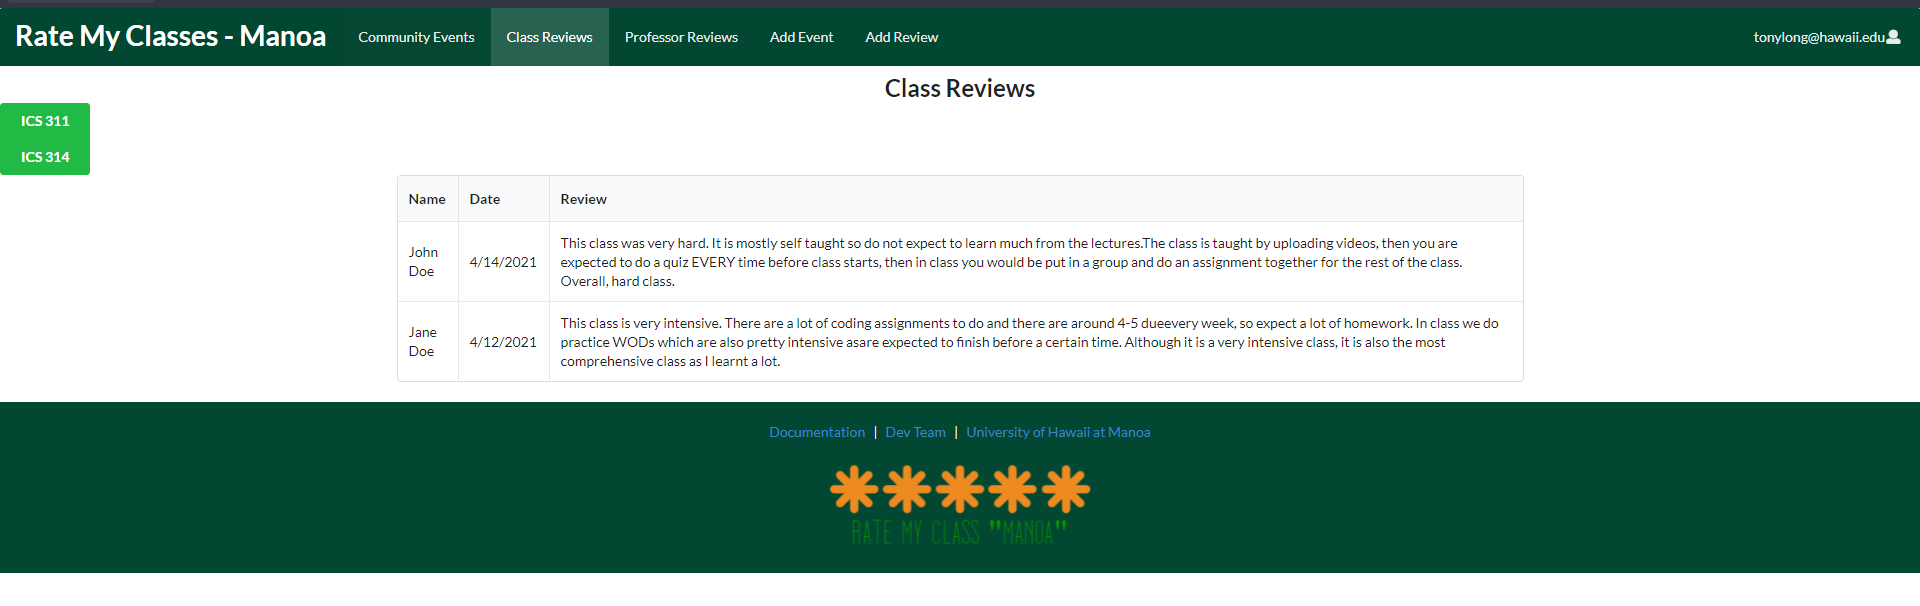 Rate My Classes - Manoa Community Events Class Reviews Professor Reviews Add Event Add Review tonylong@hawaii.edu
Class Reviews
ICS 311
ICS 314
Name Date Review
John Doe 4/14/2021 This class was very hard. It is mostly self taught so do not expect to learn much from the lectures.The class is taught by uploading videos, then you are
expected to do a quiz EVERY time before class starts, then in class you would be put in a group and do an assignment together for the rest of the class.
Overall, hard class.
Jane Doe 4/12/2021 This class is very intensive. There are a lot of coding assignments to do and there are around 4-5 dueevery week, so expect a lot of homework. In class we do
practice WODs which are also pretty intensive asare expected to finish before a certain time. Although it is a very intensive class, it is also the most
comprehensive class as I learnt a lot.
Documentation | Dev Team | University of Hawaii at Manoa
RATE MY CLASS "MANOA"